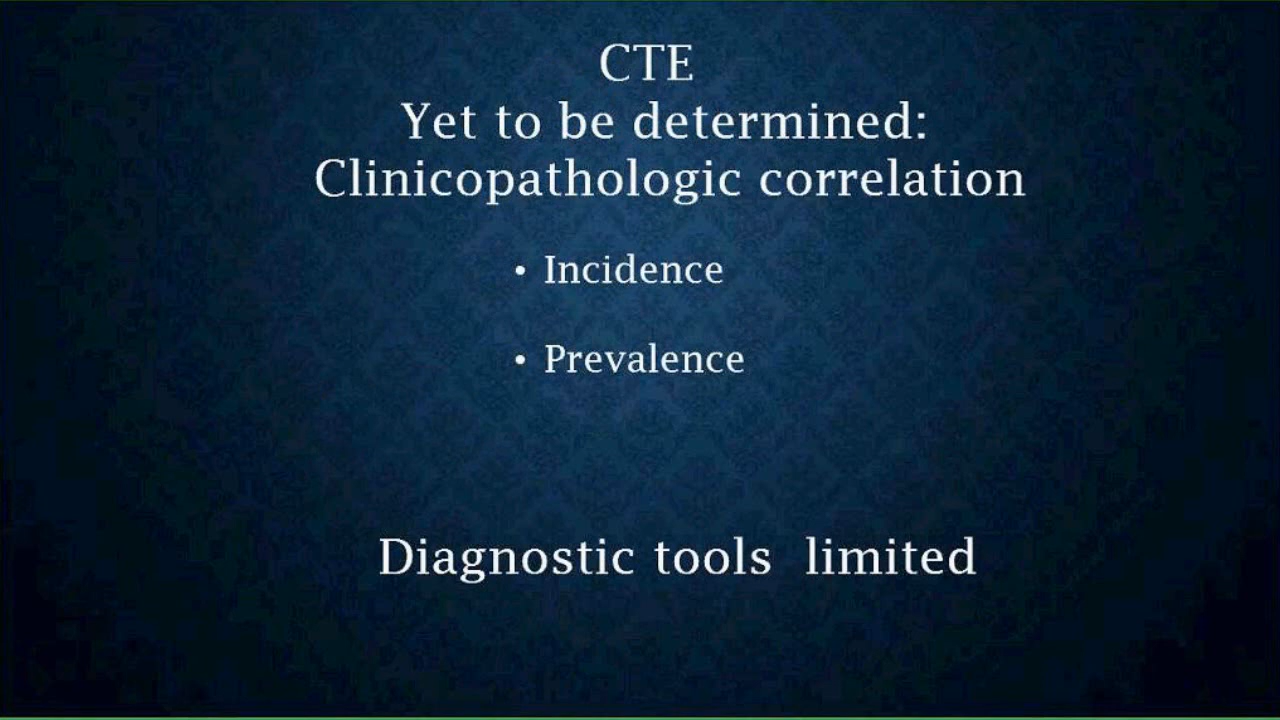 CTE
Yet to be determined:
Clinicopathologic correlation
• Incidence
• Prevalence
Diagnostic tools limited